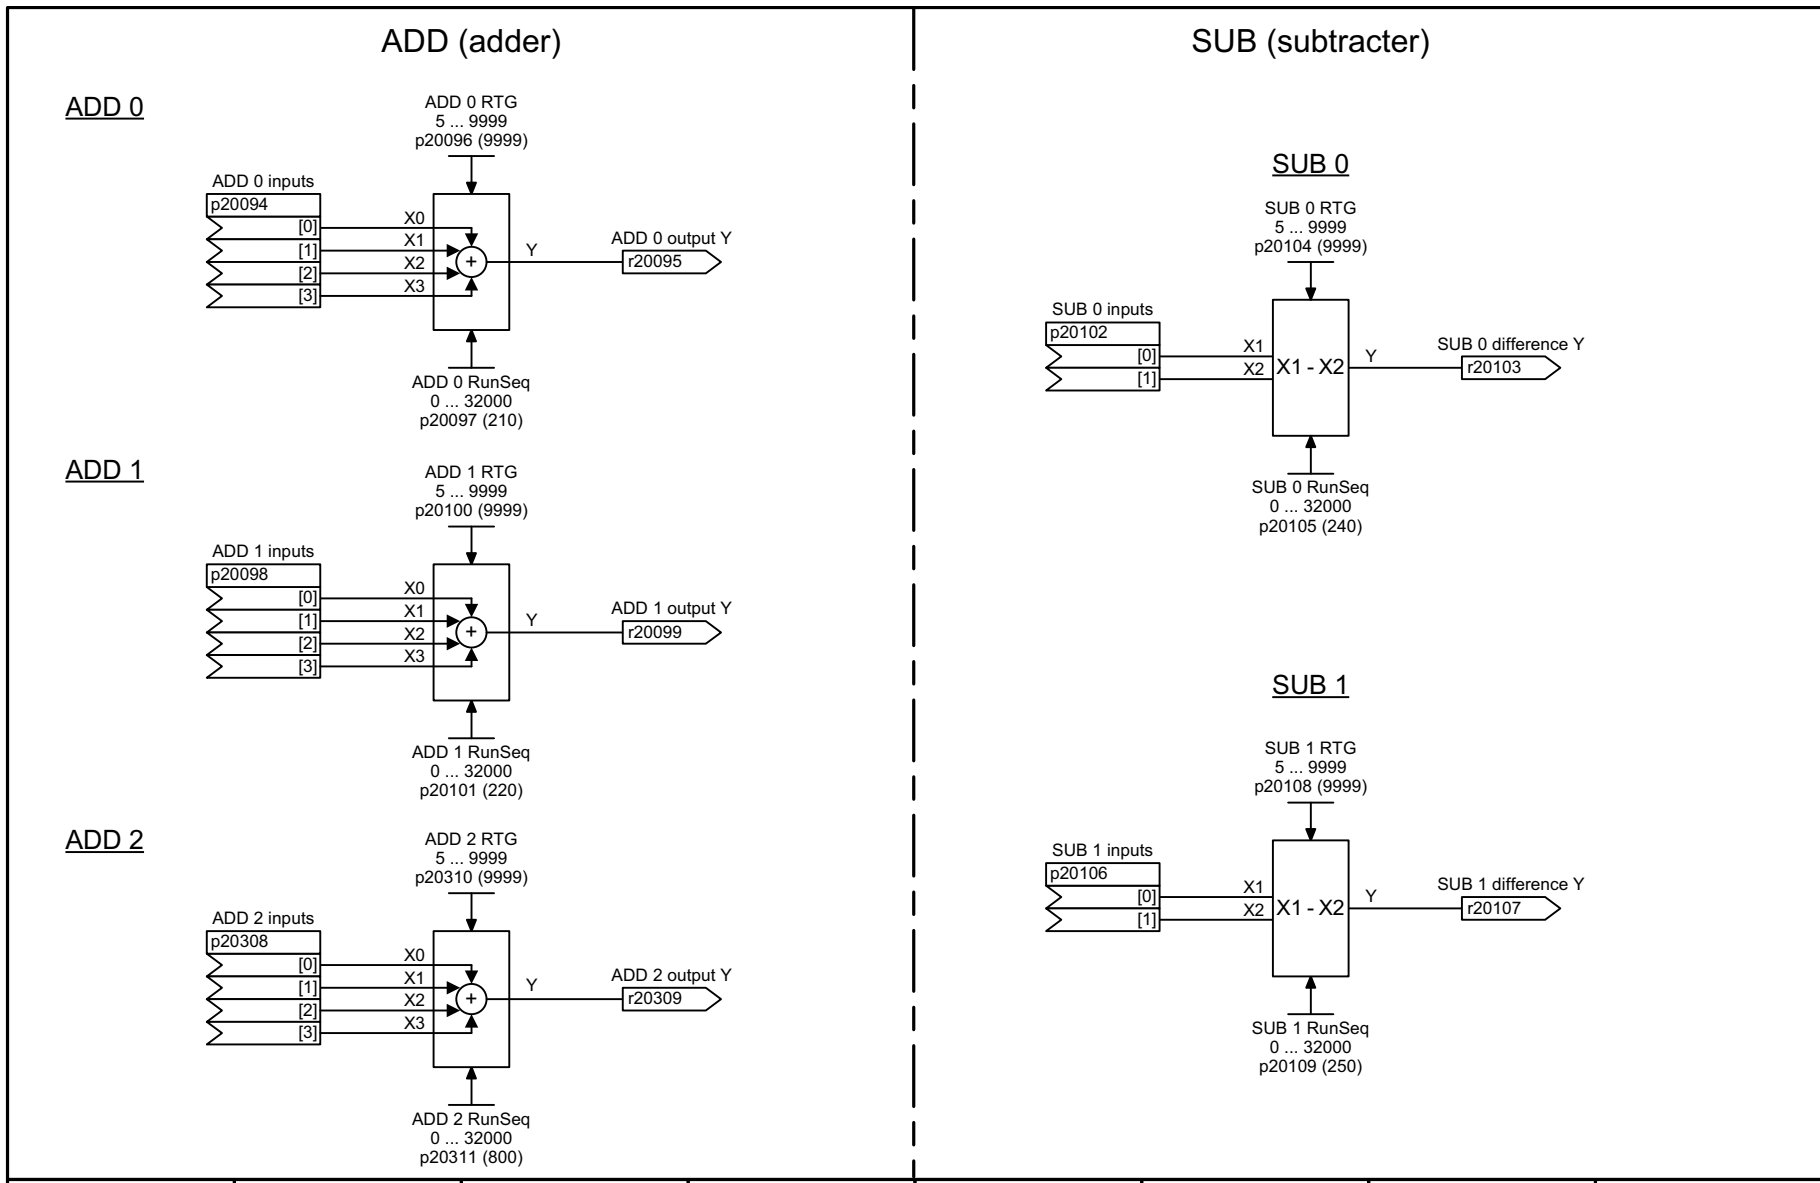 ADD (adder)
ADD 0
ADD 0 RTG
5 ... 9999
p20096 (9999)
ADD 0 inputs
p20094
[0]
[1]
[2]
[3]
X0
X1
X2
X3
+
Y
ADD 0 output Y
r20095
ADD 0 RunSeq
0 ... 32000
p20097 (210)
ADD 1
ADD 1 RTG
5 ... 9999
p20100 (9999)
ADD 1 inputs
p20098
[0]
[1]
[2]
[3]
X0
X1
X2
X3
+
Y
ADD 1 output Y
r20099
ADD 1 RunSeq
0 ... 32000
p20101 (220)
ADD 2
ADD 2 RTG
5 ... 9999
p20310 (9999)
ADD 2 inputs
p20308
[0]
[1]
[2]
[3]
X0
X1
X2
X3
+
Y
ADD 2 output Y
r20309
ADD 2 RunSeq
0 ... 32000
p20311 (800)
SUB (subtracter)
SUB 0
SUB 0 RTG
5 ... 9999
p20104 (9999)
SUB 0 inputs
p20102
[0]
[1]
X1
X2
X1 - X2
Y
SUB 0 difference Y
r20103
SUB 0 RunSeq
0 ... 32000
p20105 (240)
SUB 1
SUB 1 RTG
5 ... 9999
p20108 (9999)
SUB 1 inputs
p20106
[0]
[1]
X1
X2
X1 - X2
Y
SUB 1 difference Y
r20107
SUB 1 RunSeq
0 ... 32000
p20109 (250)